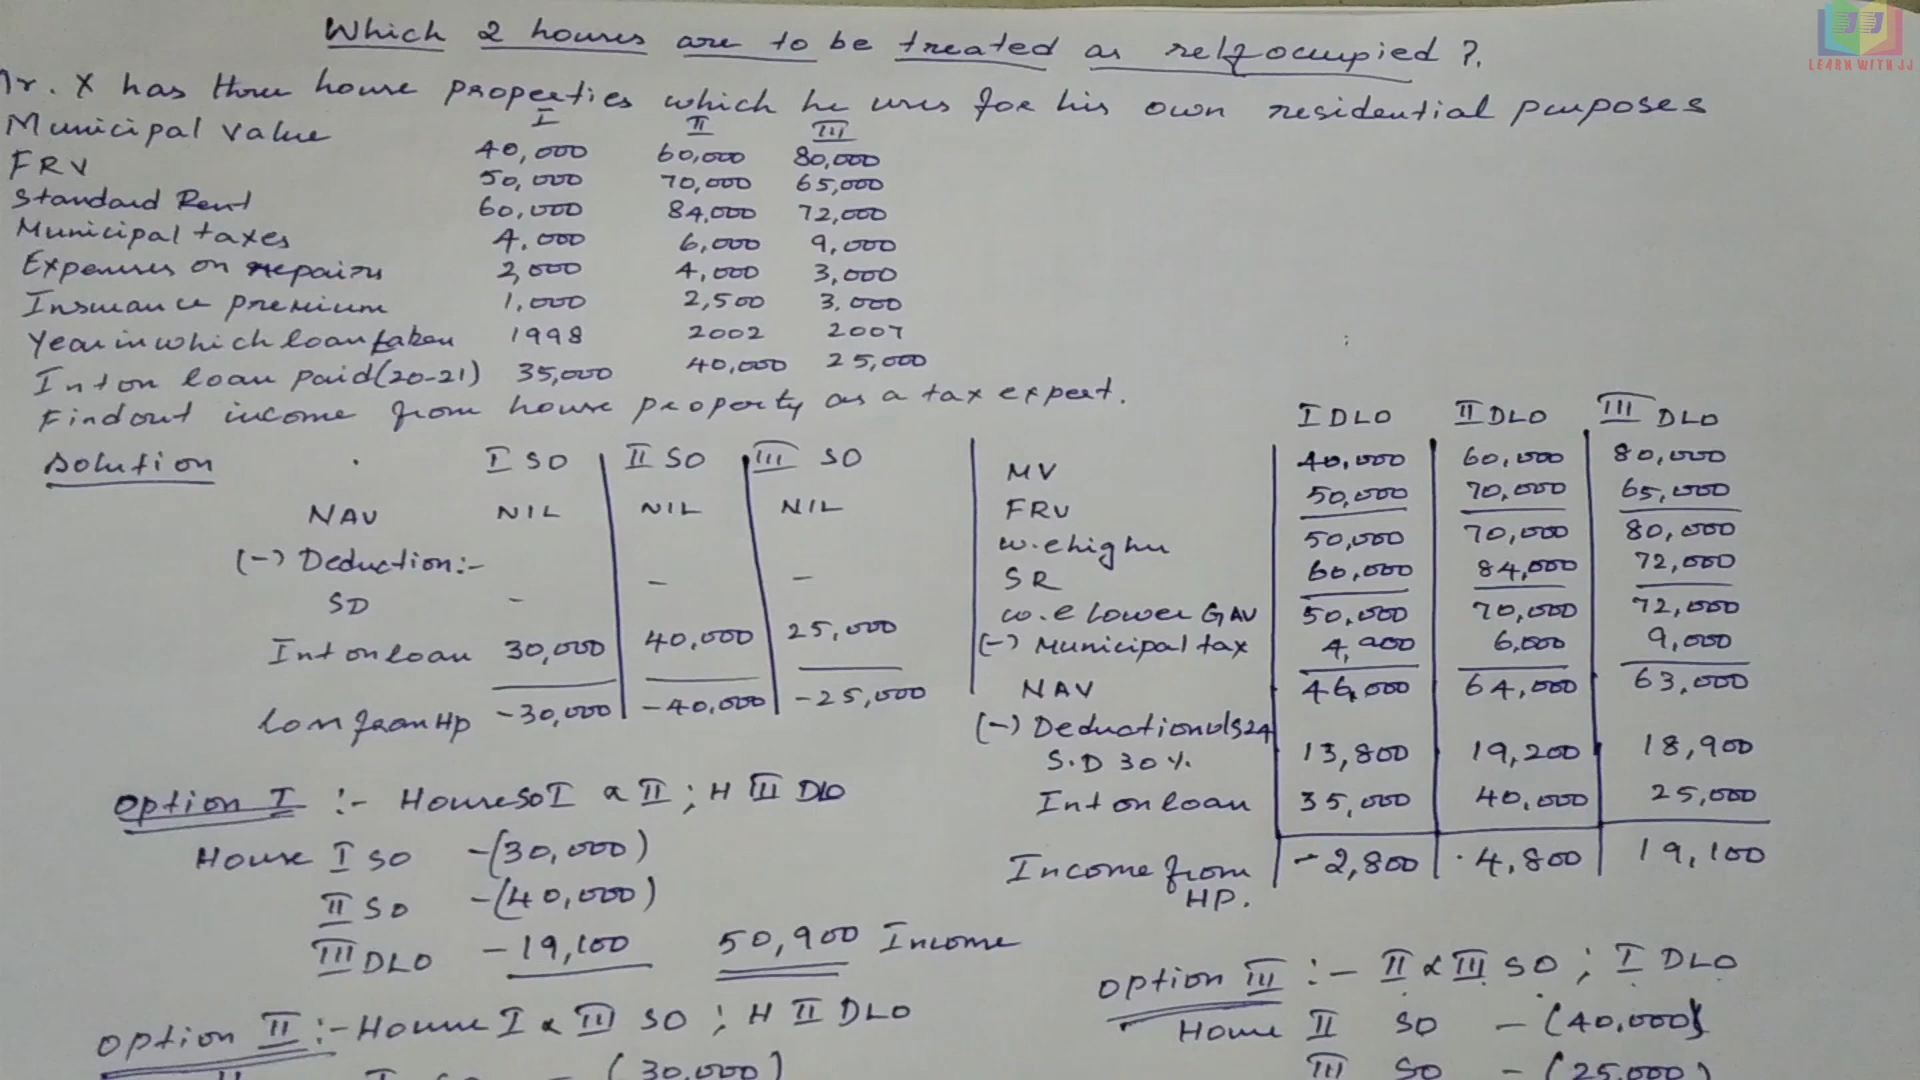 Which 2 houses are to be treated as selfoccupied?
LEARN WITH JJ
Mr. X has three house properties which he uses for his own residential purposes
I II III
Municipal value 40,000 60,000 80,000
FRV 50,000 70,000 65,000
Standard Rent 60,000 84,000 72,000
Municipal taxes 4,000 6,000 9,000
Expenses on repairs 2,000 4,000 3,000
Insurance premium 1,000 2,500 3,000
Year in which loan taken 1998 2002 2007
Int on loan paid (20-21) 35,000 40,000 25,000
Findout income from house property as a tax expert.
Solution
I SO II SO III SO
NAV NIL NIL NIL
(-) Deduction:-
SD - - -
Int on loan 30,000 40,000 25,000
Loss from HP -30,000 -40,000 -25,000
I DLO II DLO III DLO
MV 40,000 60,000 80,000
FRV 50,000 70,000 65,000
w.e higher 50,000 70,000 80,000
SR 60,000 84,000 72,000
w.e lower GAV 50,000 70,000 72,000
(-) Municipal tax 4,000 6,000 9,000
NAV 46,000 64,000 63,000
(-) Deduction u/s 24
S.D 30% 13,800 19,200 18,900
Int on loan 35,000 40,000 25,000
Income from HP. -2,800 4,800 19,100
Option I :- House SO I & II ; H III DLO
House I SO -(30,000)
II SO -(40,000)
III DLO - 19,100 50,900 Income
Option II :- House I & III SO ; H II DLO
I SO - (30,000)
Option III :- II & III SO ; I DLO
House II SO - (40,000)
III SO - (25,000)